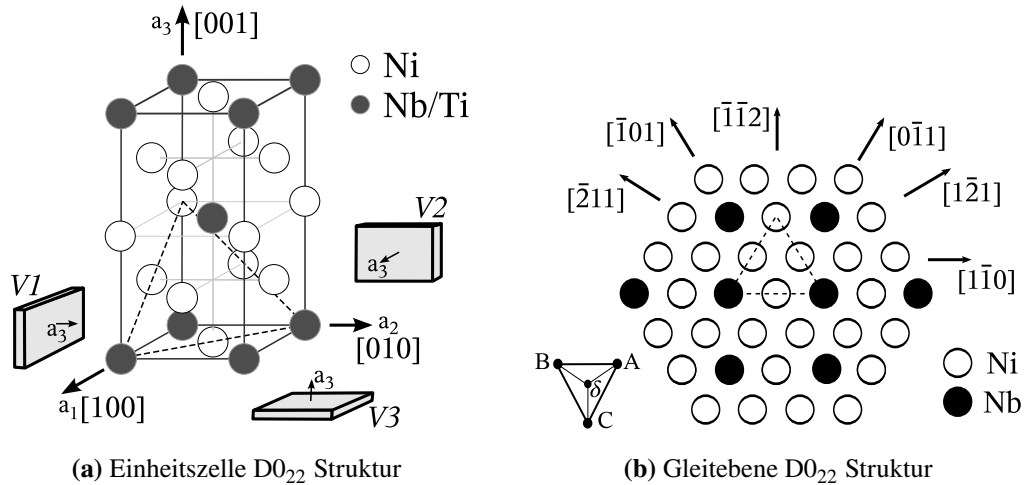 a₃ [001]
Ni
Nb/Ti
V2
a₃
V1
a₃
a₂
[010]
a₁[100]
a₃
V3
(a) Einheitszelle D0₂₂ Struktur
[1̄1̄2]
[1̄01]
[01̄1]
[2̄11]
[12̄1]
[11̄0]
B
A
δ
C
Ni
Nb
(b) Gleitebene D0₂₂ Struktur